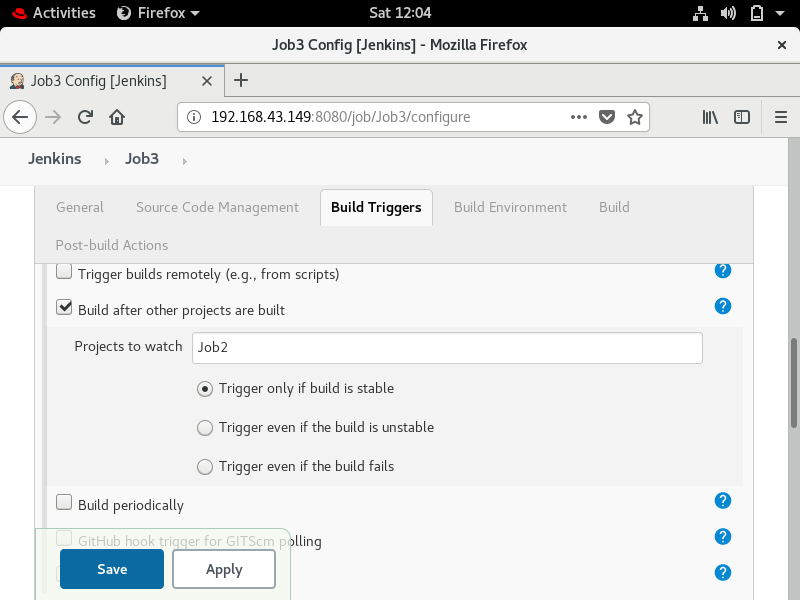 Activities Firefox Sat 12:04
Job3 Config [Jenkins] - Mozilla Firefox
Job3 Config [Jenkins]
192.168.43.149:8080/job/Job3/configure
Jenkins Job3
General Source Code Management Build Triggers Build Environment Build
Post-build Actions
Trigger builds remotely (e.g., from scripts)
Build after other projects are built
Projects to watch Job2
Trigger only if build is stable
Trigger even if the build is unstable
Trigger even if the build fails
Build periodically
GitHub hook trigger for GITScm polling
Save Apply